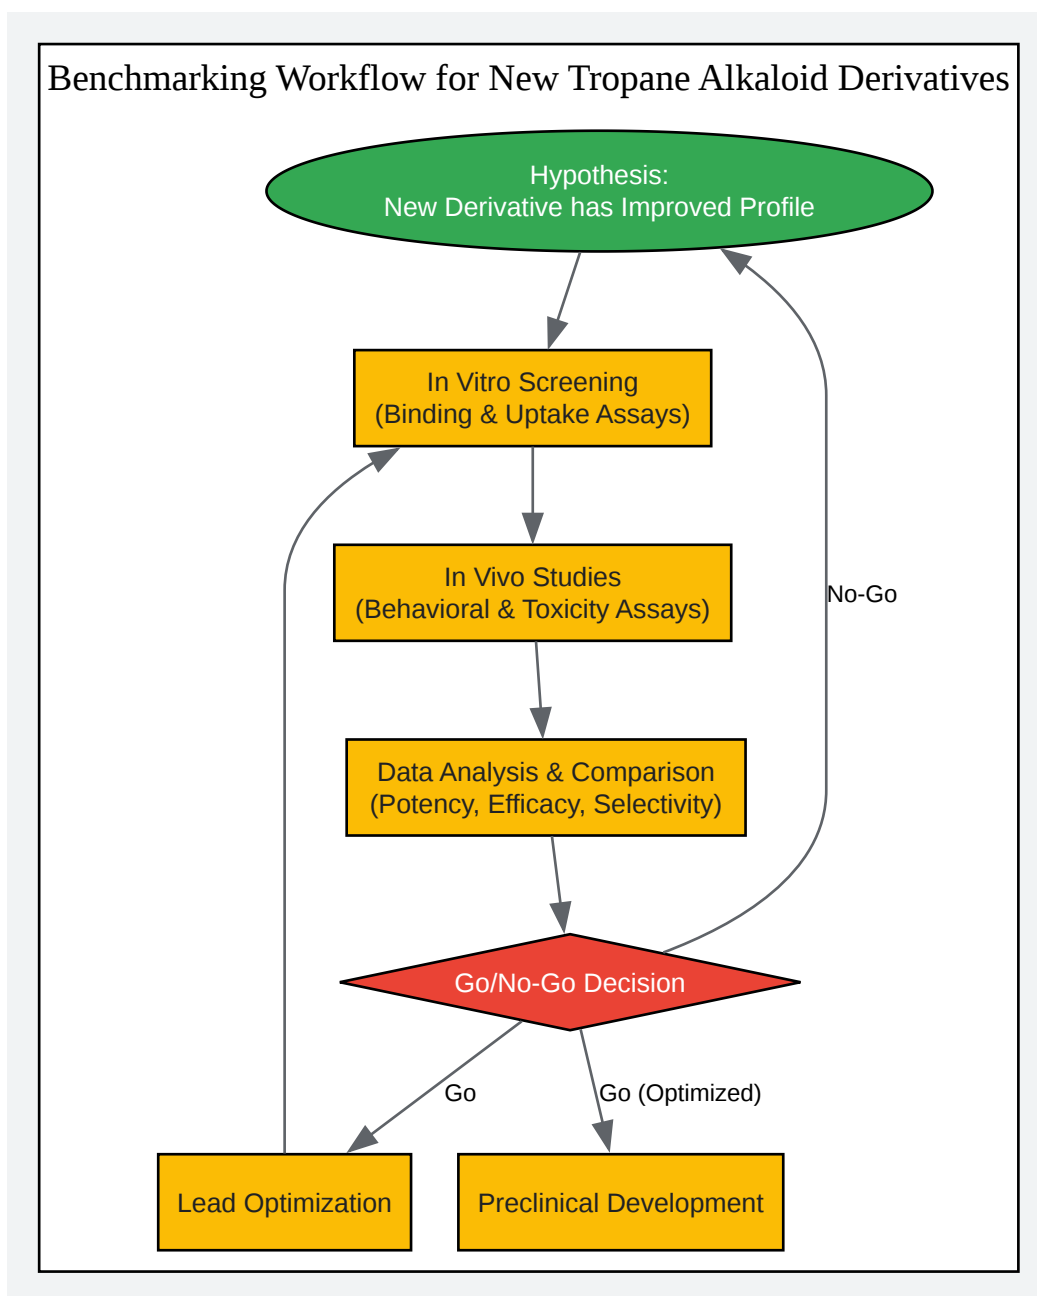 Benchmarking Workflow for New Tropane Alkaloid Derivatives
Hypothesis:
New Derivative has Improved Profile
In Vitro Screening
(Binding & Uptake Assays)
In Vivo Studies
(Behavioral & Toxicity Assays)
No-Go
Data Analysis & Comparison
(Potency, Efficacy, Selectivity)
Go/No-Go Decision
Go
Go (Optimized)
Lead Optimization
Preclinical Development